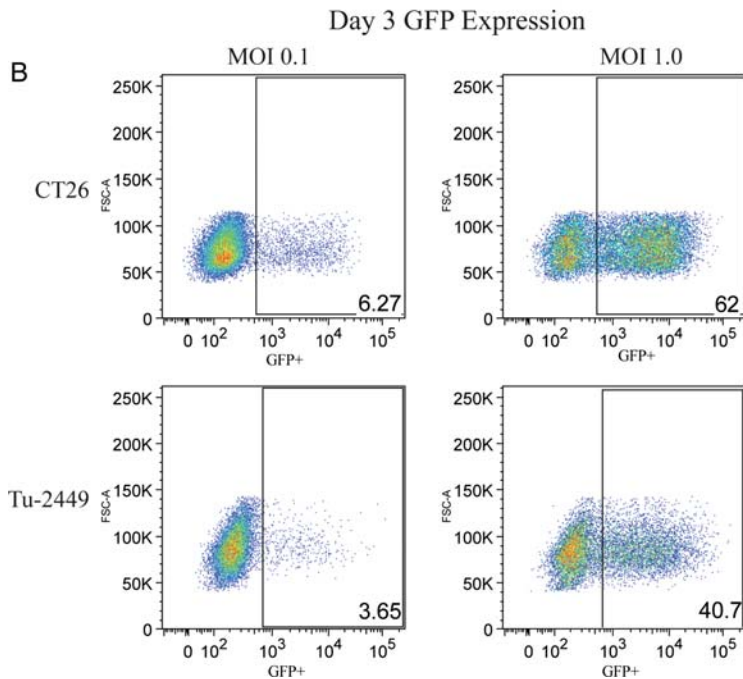 Day 3 GFP Expression
B
MOI 0.1 MOI 1.0
CT26
250K
200K
150K
100K
50K
0
FSC-A
6.27
0 10² 10³ 10⁴ 10⁵
GFP+
250K
200K
150K
100K
50K
0
FSC-A
62
0 10² 10³ 10⁴ 10⁵
GFP+
Tu-2449
250K
200K
150K
100K
50K
0
FSC-A
3.65
0 10² 10³ 10⁴ 10⁵
GFP+
250K
200K
150K
100K
50K
0
FSC-A
40.7
0 10² 10³ 10⁴ 10⁵
GFP+